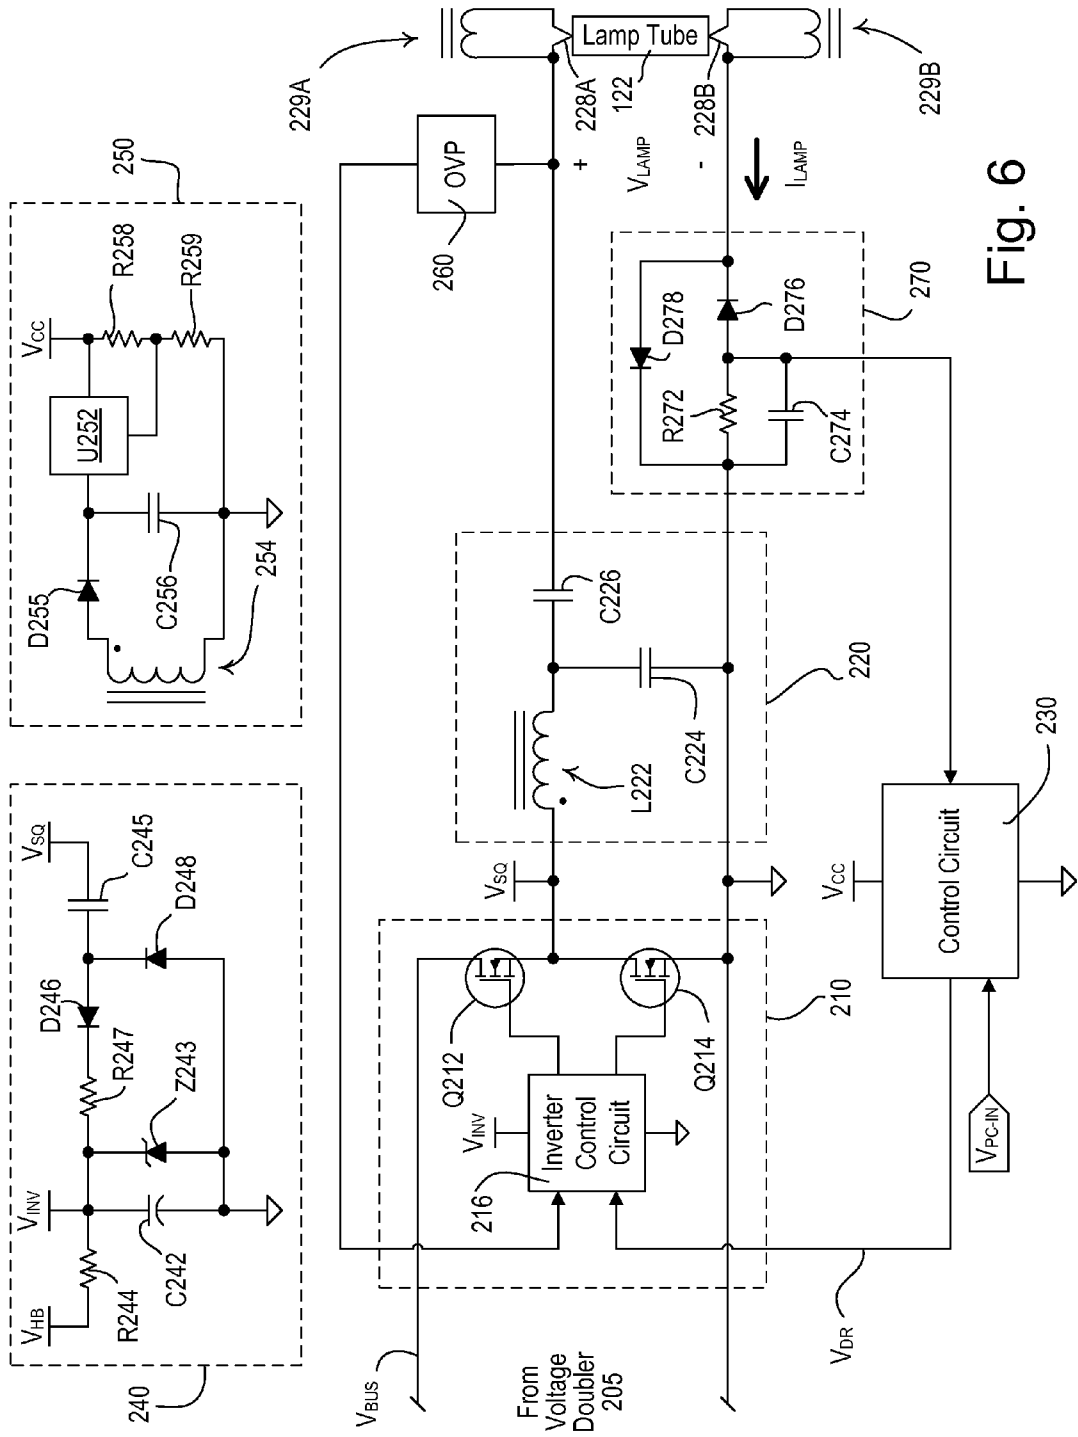 240
V_HB
R244
V_INV
C242
Z243
R247
D246
D248
V_SQ
C245
250
D255
C256
254
U252
V_CC
R258
R259
V_BUS
From
Voltage
Doubler
205
V_INV
216
Inverter
Control
Circuit
Q212
Q214
210
V_SQ
L222
C224
C226
220
OVP
260
229A
228A
Lamp Tube
122
228B
229B
+
V_LAMP
-
I_LAMP
D278
R272
C274
D276
270
V_DR
V_PC-IN
V_CC
Control Circuit
230
Fig. 6